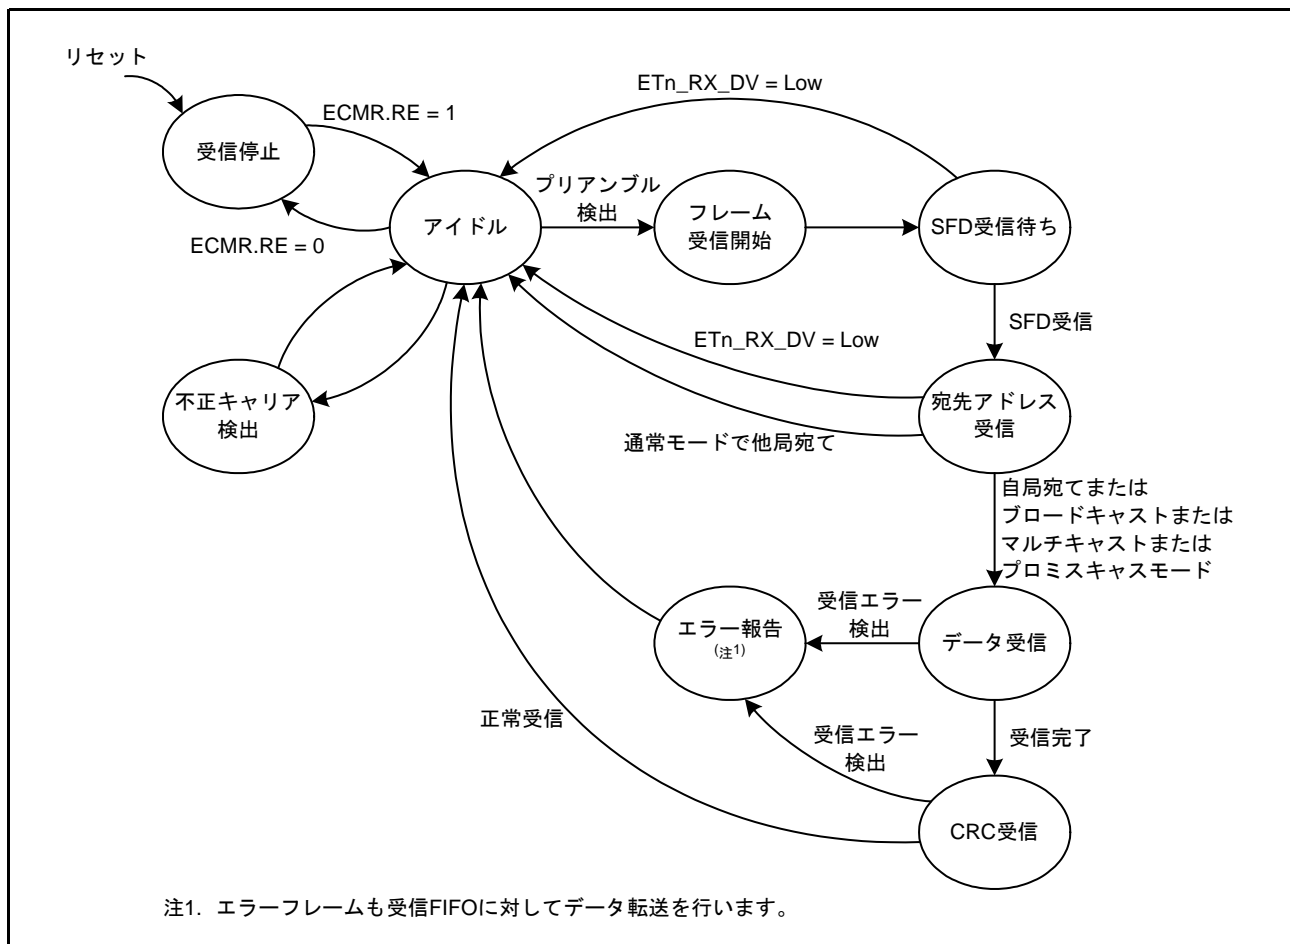 リセット
受信停止
ECMR.RE = 1
ECMR.RE = 0
アイドル
ETn_RX_DV = Low
プリアンブル
検出
フレーム
受信開始
SFD受信待ち
SFD受信
不正キャリア
検出
ETn_RX_DV = Low
宛先アドレス
受信
通常モードで他局宛て
自局宛てまたは
ブロードキャストまたは
マルチキャストまたは
プロミスキャスモード
受信エラー
検出
エラー報告
(注1)
データ受信
正常受信
受信エラー
検出
受信完了
CRC受信
注1. エラーフレームも受信FIFOに対してデータ転送を行います。